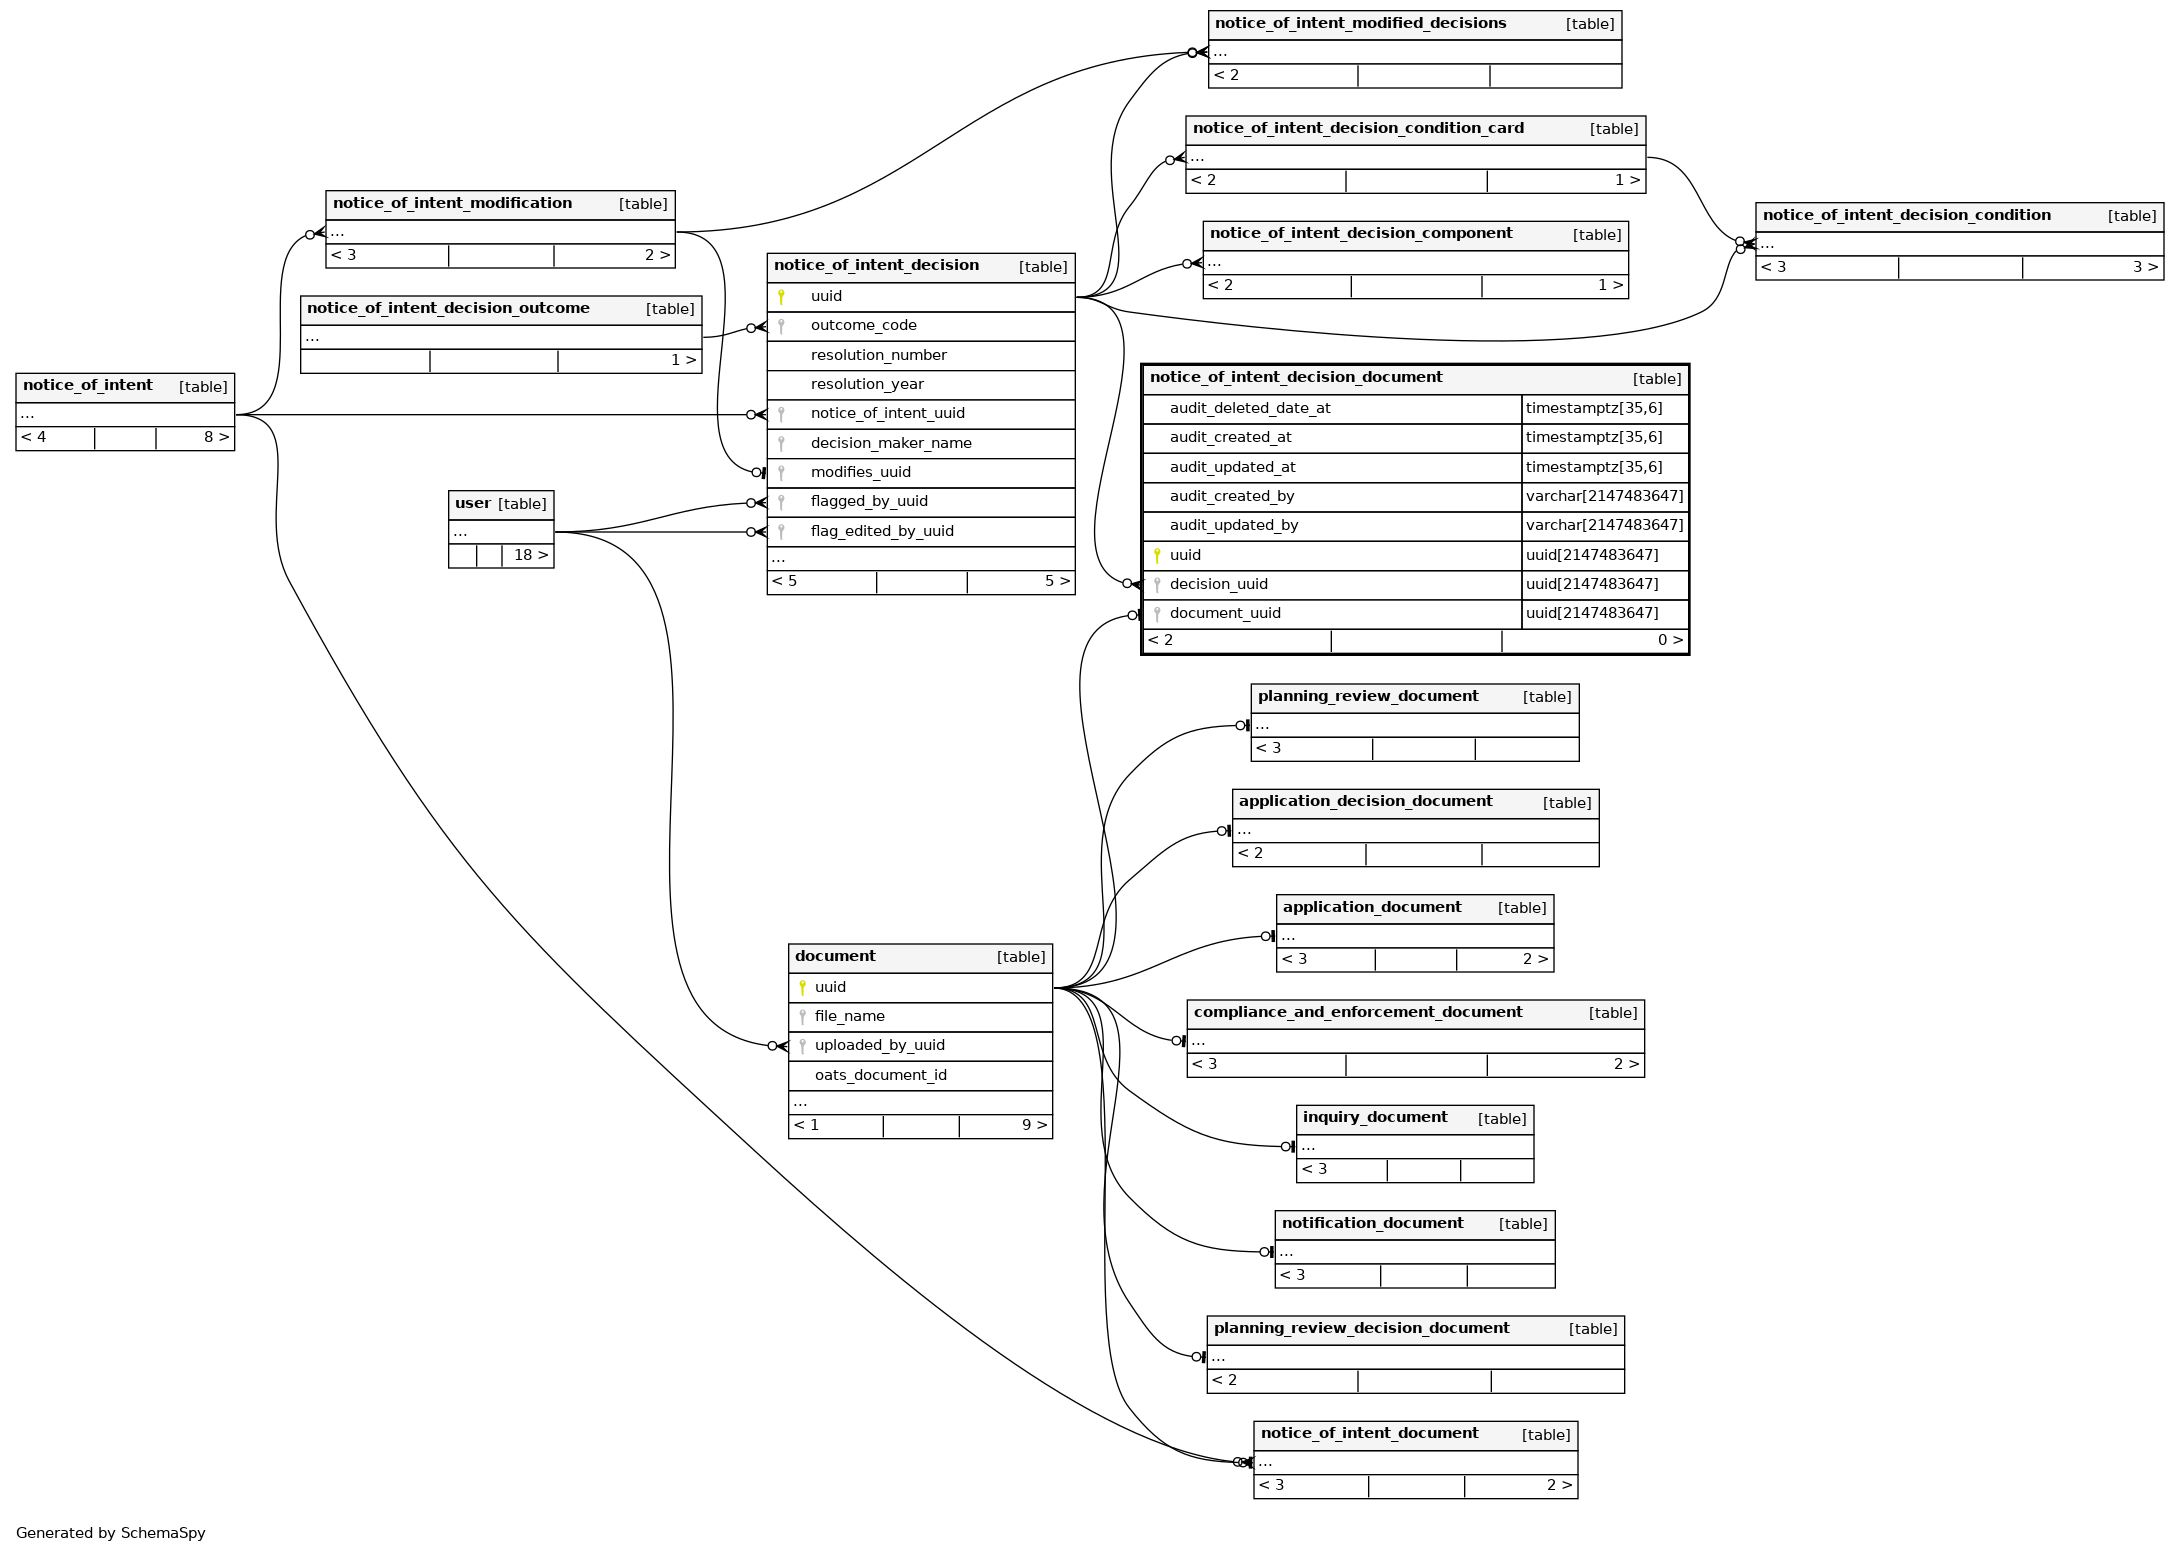 notice_of_intent_modified_decisions [table]
...
< 2
notice_of_intent_decision_condition_card [table]
...
< 2 1 >
notice_of_intent_modification [table]
...
< 3 2 >
notice_of_intent_decision_condition [table]
...
< 3 3 >
notice_of_intent_decision_component [table]
...
< 2 1 >
notice_of_intent_decision [table]
uuid
outcome_code
resolution_number
resolution_year
notice_of_intent_uuid
decision_maker_name
modifies_uuid
flagged_by_uuid
flag_edited_by_uuid
...
< 5 5 >
notice_of_intent_decision_outcome [table]
...
1 >
notice_of_intent [table]
...
< 4 8 >
user [table]
...
18 >
notice_of_intent_decision_document [table]
audit_deleted_date_at timestamptz[35,6]
audit_created_at timestamptz[35,6]
audit_updated_at timestamptz[35,6]
audit_created_by varchar[2147483647]
audit_updated_by varchar[2147483647]
uuid uuid[2147483647]
decision_uuid uuid[2147483647]
document_uuid uuid[2147483647]
< 2 0 >
planning_review_document [table]
...
< 3
application_decision_document [table]
...
< 2
application_document [table]
...
< 3 2 >
document [table]
uuid
file_name
uploaded_by_uuid
oats_document_id
...
< 1 9 >
compliance_and_enforcement_document [table]
...
< 3 2 >
inquiry_document [table]
...
< 3
notification_document [table]
...
< 3
planning_review_decision_document [table]
...
< 2
notice_of_intent_document [table]
...
< 3 2 >
Generated by SchemaSpy